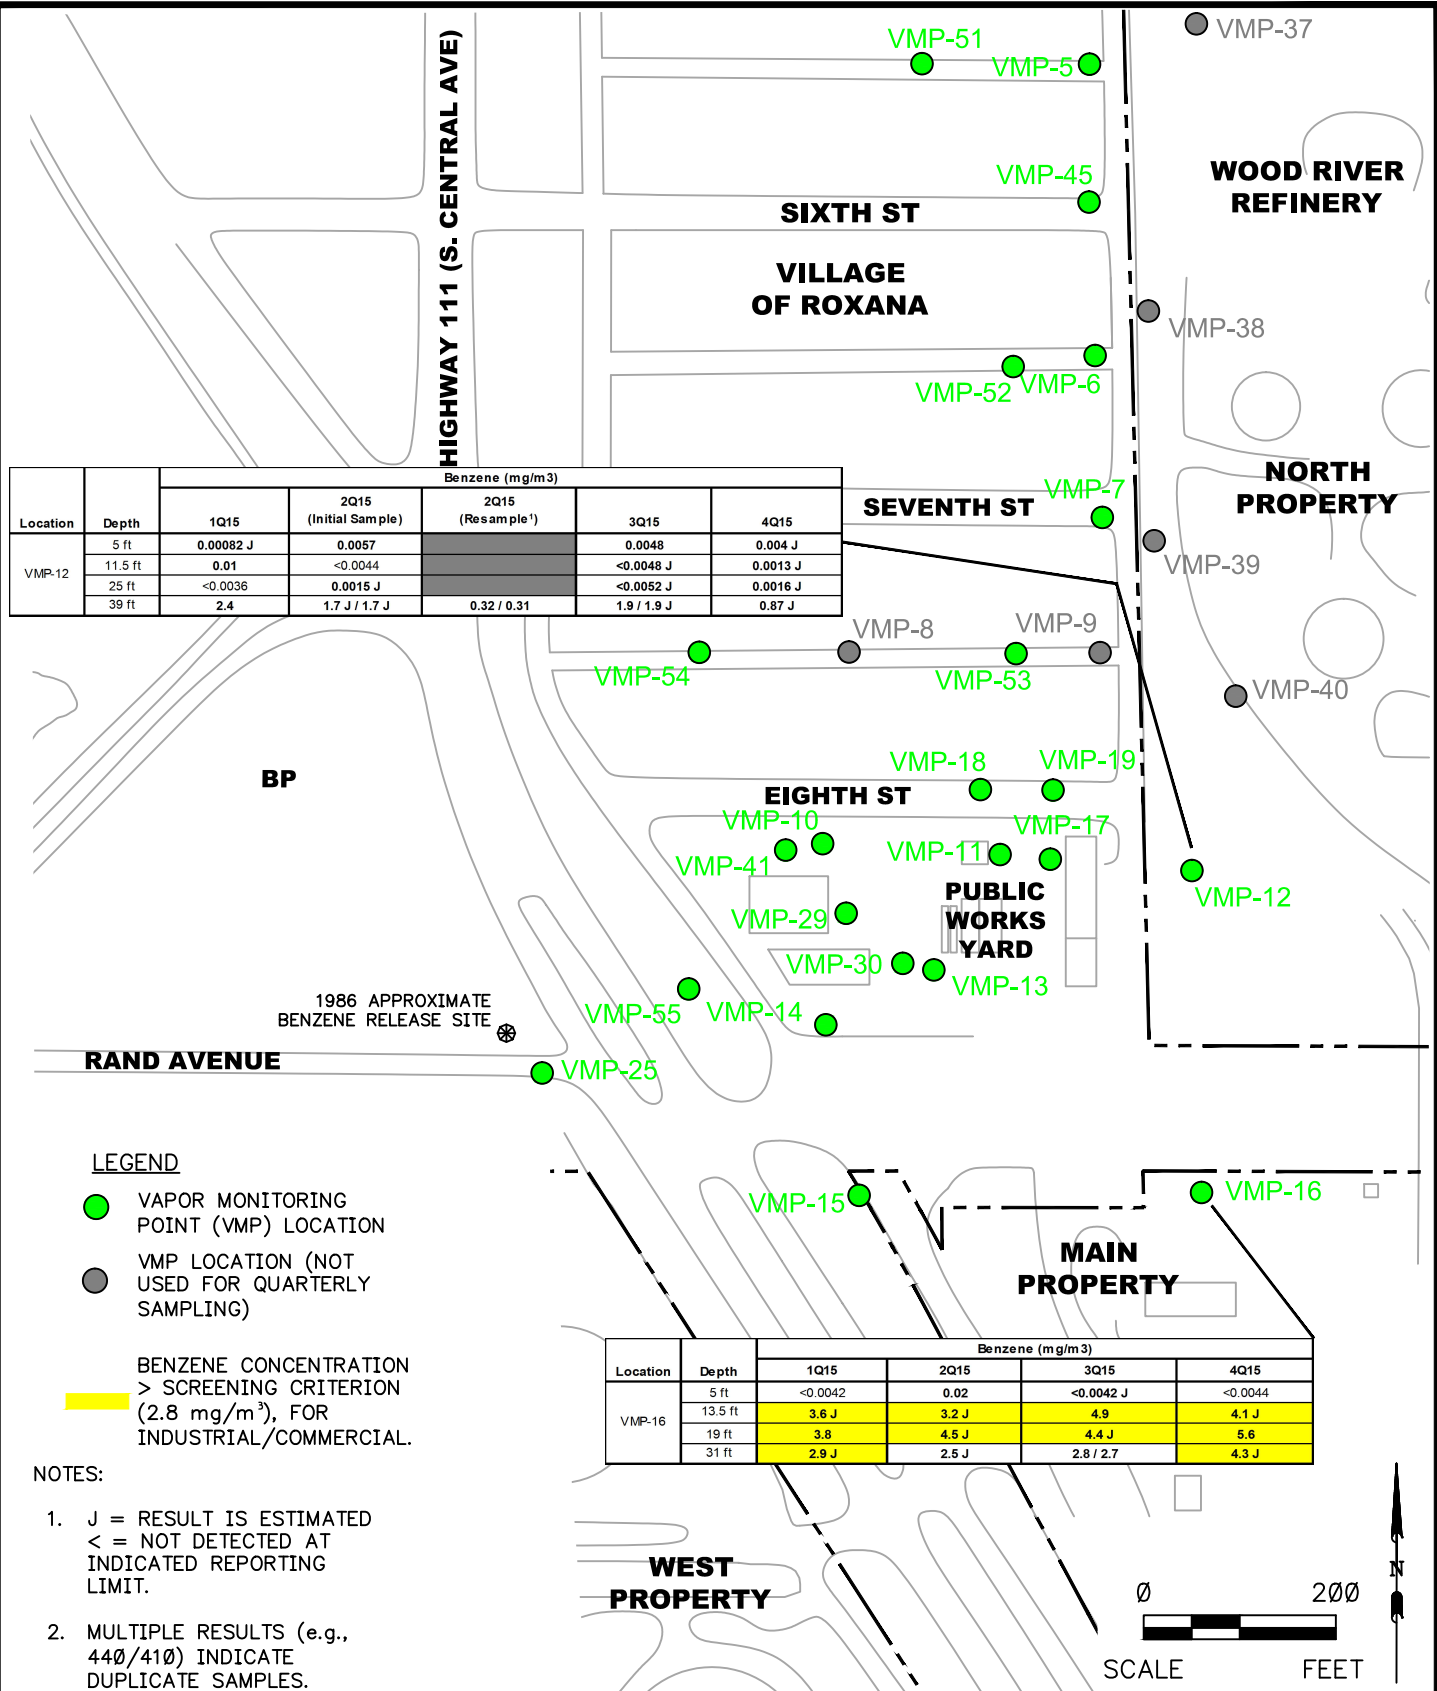 VMP-37
VMP-51
VMP-5
HIGHWAY 111 (S. CENTRAL AVE)
WOOD RIVER
REFINERY
VMP-45
SIXTH ST
VILLAGE
OF ROXANA
VMP-38
VMP-52
VMP-6
NORTH
PROPERTY
Benzene (mg/m3)
Location Depth 1Q15 2Q15 (Initial Sample) 2Q15 (Resample¹) 3Q15 4Q15
VMP-12
5 ft 0.00082 J 0.0057 0.0048 0.004 J
11.5 ft 0.01 <0.0044 <0.0048 J 0.0013 J
25 ft <0.0036 0.0015 J <0.0052 J 0.0016 J
39 ft 2.4 1.7 J / 1.7 J 0.32 / 0.31 1.9 / 1.9 J 0.87 J
SEVENTH ST
VMP-7
VMP-39
VMP-8
VMP-9
VMP-54
VMP-53
VMP-40
BP
VMP-18
VMP-19
EIGHTH ST
VMP-10
VMP-17
VMP-41
VMP-11
VMP-12
PUBLIC
WORKS
YARD
VMP-29
VMP-30
VMP-13
1986 APPROXIMATE
BENZENE RELEASE SITE
VMP-55
VMP-14
RAND AVENUE
VMP-25
VMP-15
VMP-16
MAIN
PROPERTY
Benzene (mg/m3)
Location Depth 1Q15 2Q15 3Q15 4Q15
VMP-16
5 ft <0.0042 0.02 <0.0042 J <0.0044
13.5 ft 3.6 J 3.2 J 4.9 4.1 J
19 ft 3.8 4.5 J 4.4 J 5.6
31 ft 2.9 J 2.5 J 2.8 / 2.7 4.3 J
WEST
PROPERTY
LEGEND
VAPOR MONITORING
POINT (VMP) LOCATION
VMP LOCATION (NOT
USED FOR QUARTERLY
SAMPLING)
BENZENE CONCENTRATION
> SCREENING CRITERION
(2.8 mg/m³), FOR
INDUSTRIAL/COMMERCIAL.
NOTES:
1. J = RESULT IS ESTIMATED
< = NOT DETECTED AT
INDICATED REPORTING
LIMIT.
2. MULTIPLE RESULTS (e.g.,
440/410) INDICATE
DUPLICATE SAMPLES.
N
0 200
SCALE FEET